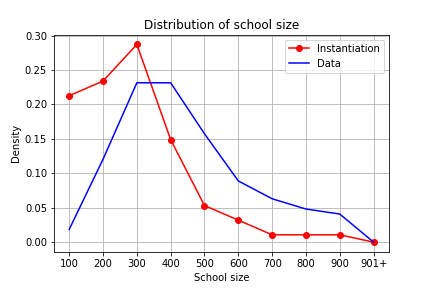 Distribution of school size
0.30
0.25
0.20
0.15
0.10
0.05
0.00
Density
Instantiation
Data
100 200 300 400 500 600 700 800 900 901+
School size